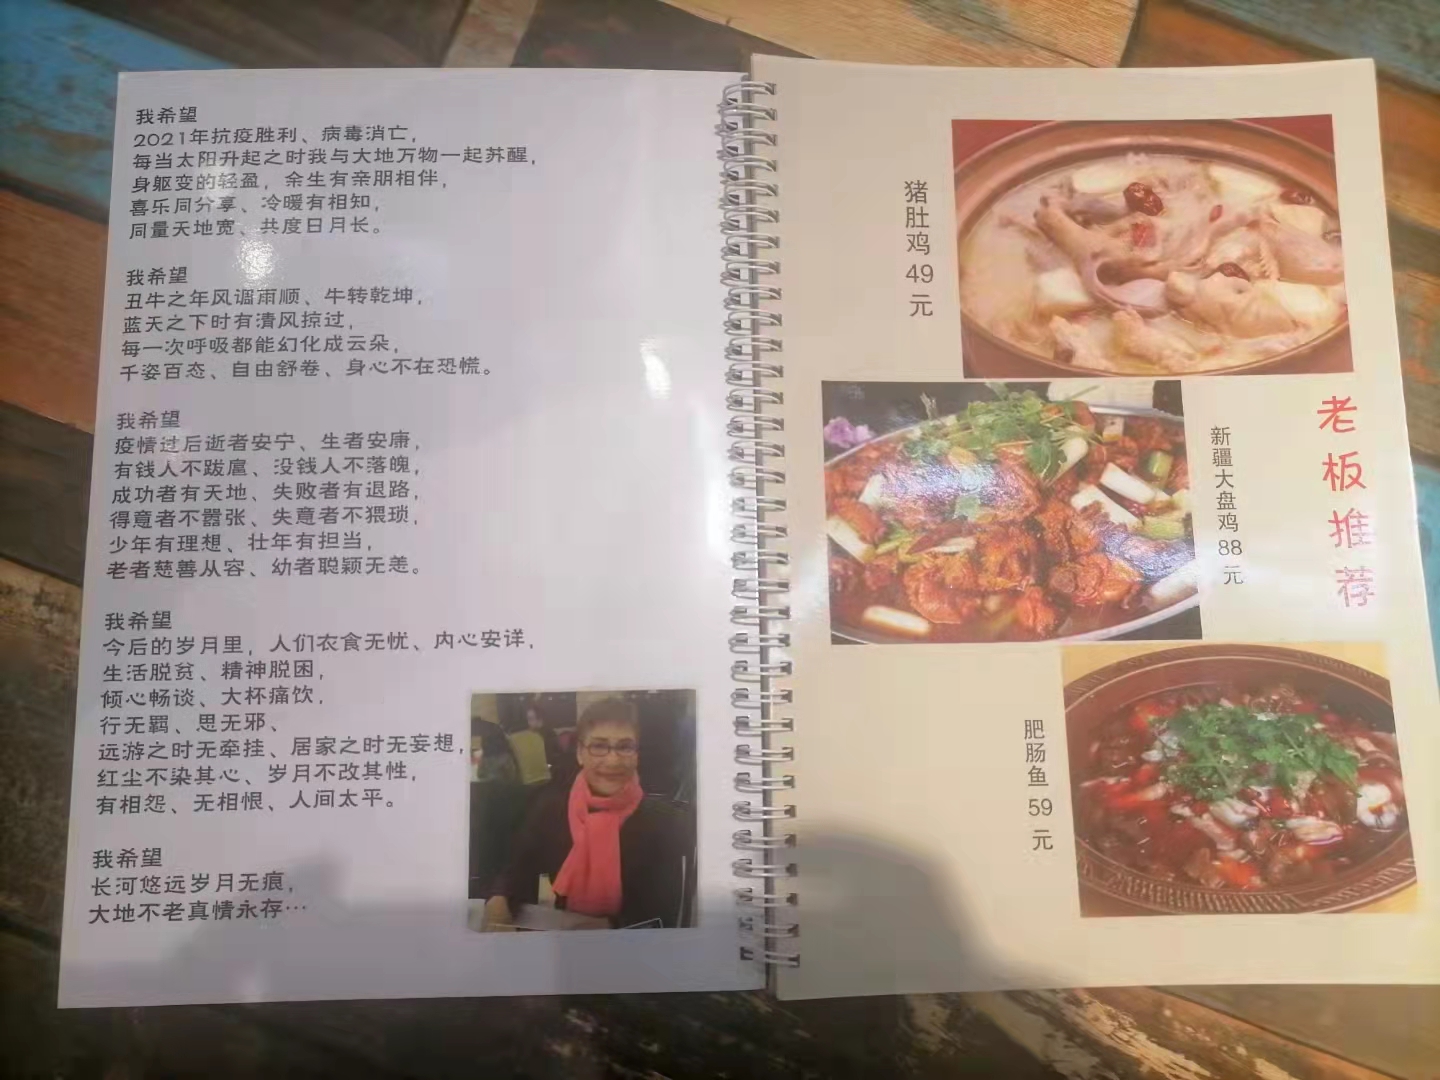 我希望
2021年抗疫胜利、病毒消亡，
每当太阳升起之时我与大地万物一起苏醒，
身躯变的轻盈，余生有亲朋相伴，
喜乐同分享、冷暖有相知，
同量天地宽、共度日月长。
我希望
丑牛之年风调雨顺、牛转乾坤，
蓝天之下时有清风掠过，
每一次呼吸都能幻化成云朵，
千姿百态、自由舒卷、身心不在恐慌。
我希望
疫情过后逝者安宁、生者安康，
有钱人不跋扈、没钱人不落魄，
成功者有天地、失败者有退路，
得意者不嚣张、失意者不猥琐，
少年有理想、壮年有担当，
老者慈善从容、幼者聪颖无恙。
我希望
今后的岁月里，人们衣食无忧、内心安详，
生活脱贫、精神脱困，
倾心畅谈、大杯痛饮，
行无羁、思无邪、
远游之时无牵挂、居家之时无妄想，
红尘不染其心、岁月不改其性，
有相怨、无相恨、人间太平。
我希望
长河悠远岁月无痕，
大地不老真情永存…
老板推荐
猪肚鸡 49 元
新疆大盘鸡 88 元
肥肠鱼 59 元